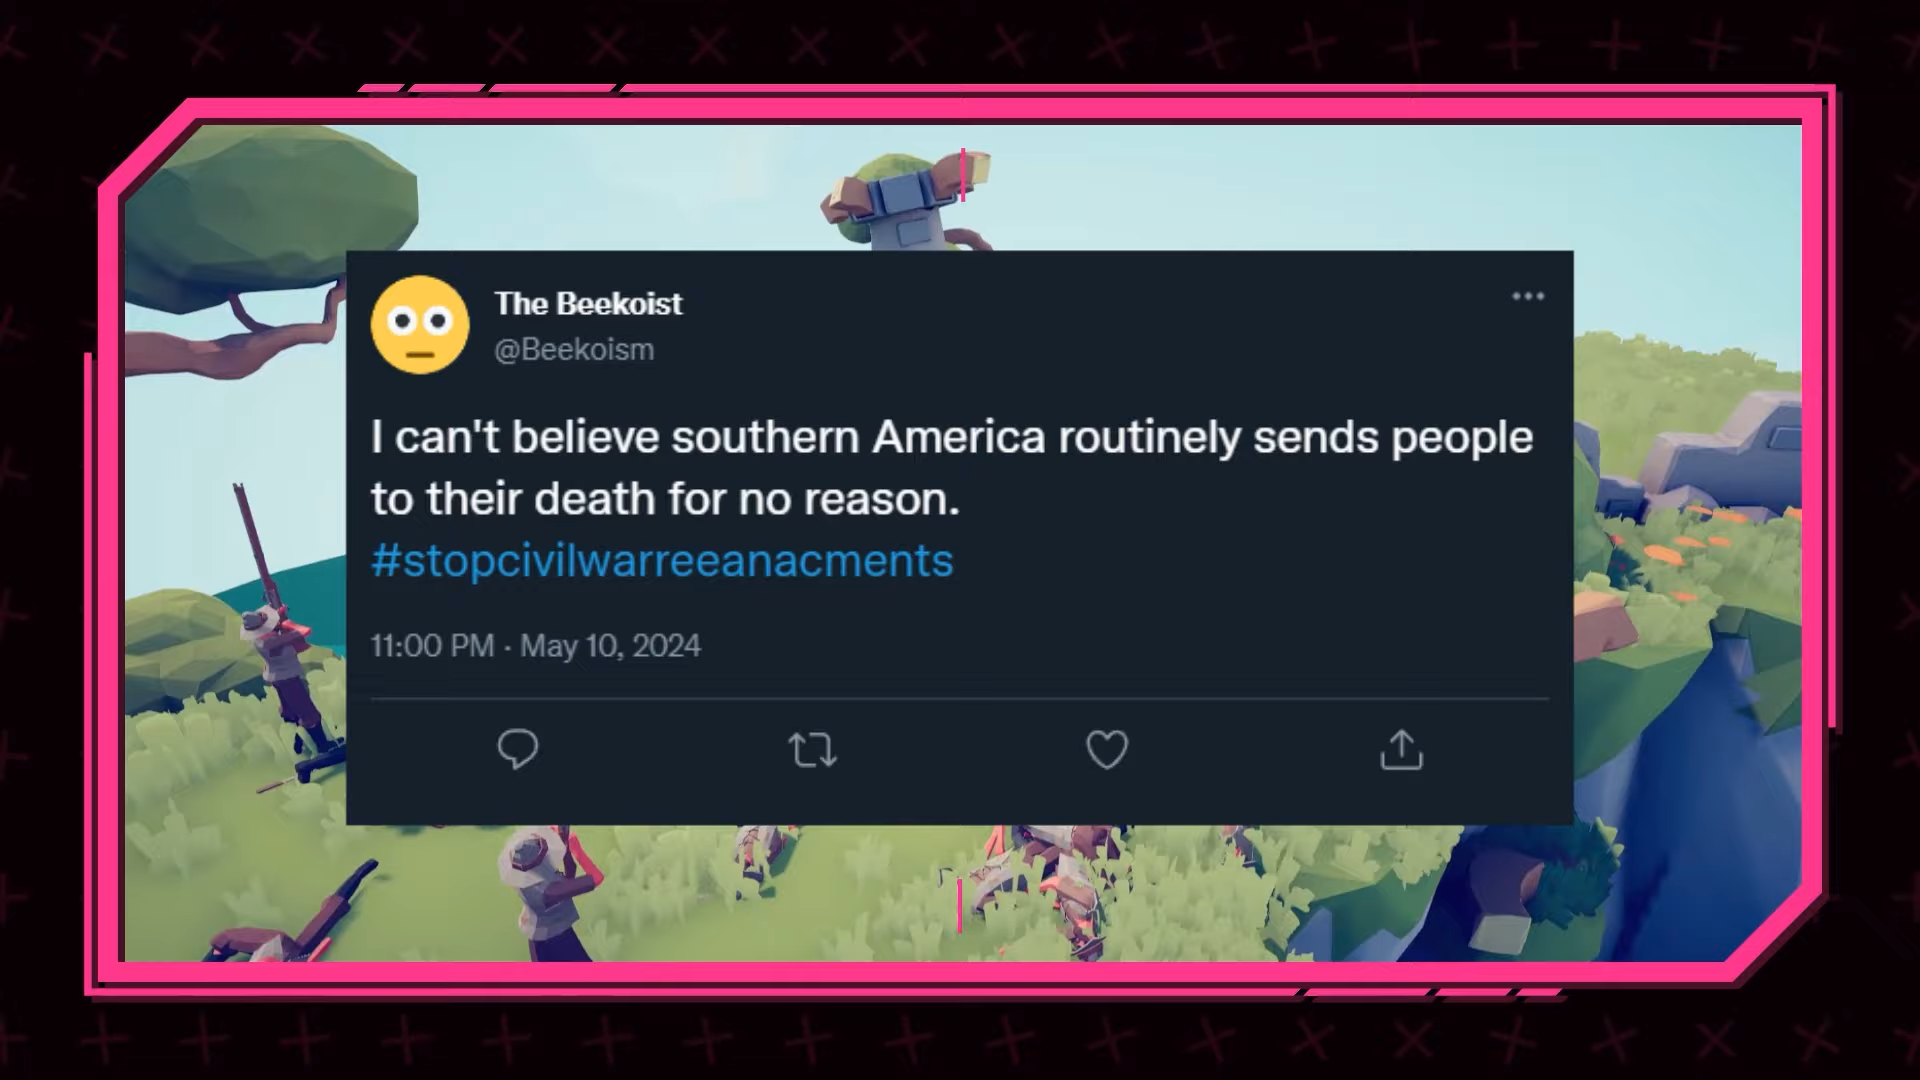 The Beekoist
@Beekoism
I can't believe southern America routinely sends people
to their death for no reason.
#stopcivilwarreeanacments
11:00 PM · May 10, 2024